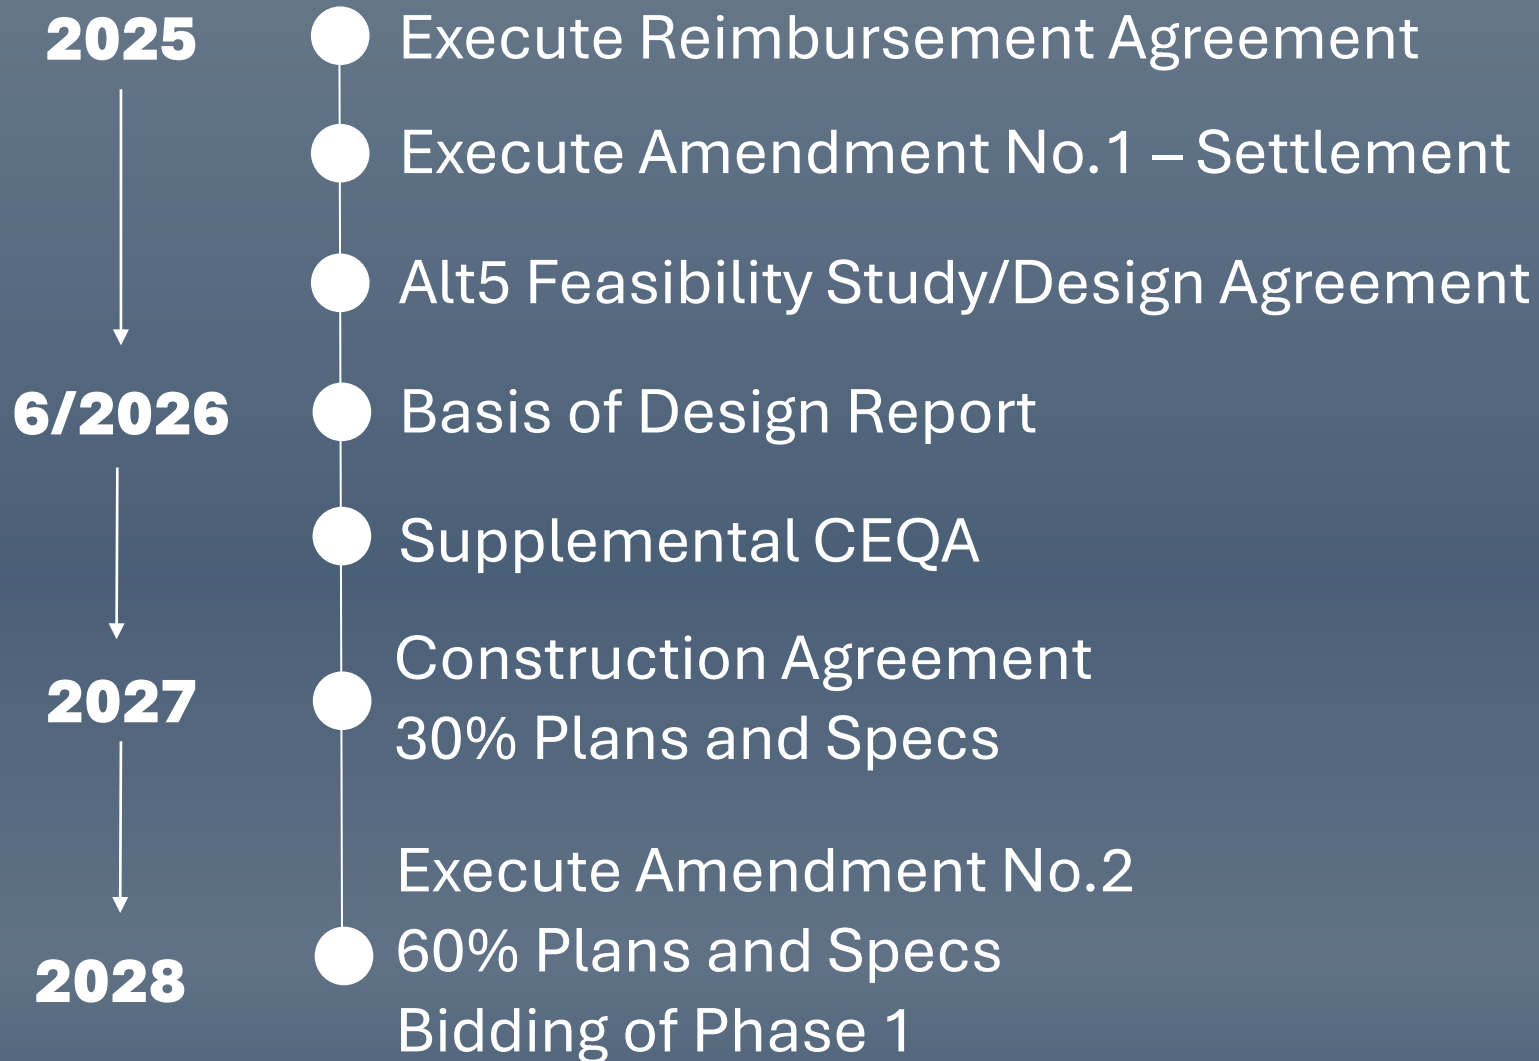 2025
Execute Reimbursement Agreement
Execute Amendment No.1 – Settlement
Alt5 Feasibility Study/Design Agreement
6/2026
Basis of Design Report
Supplemental CEQA
2027
Construction Agreement
30% Plans and Specs
2028
Execute Amendment No.2
60% Plans and Specs
Bidding of Phase 1